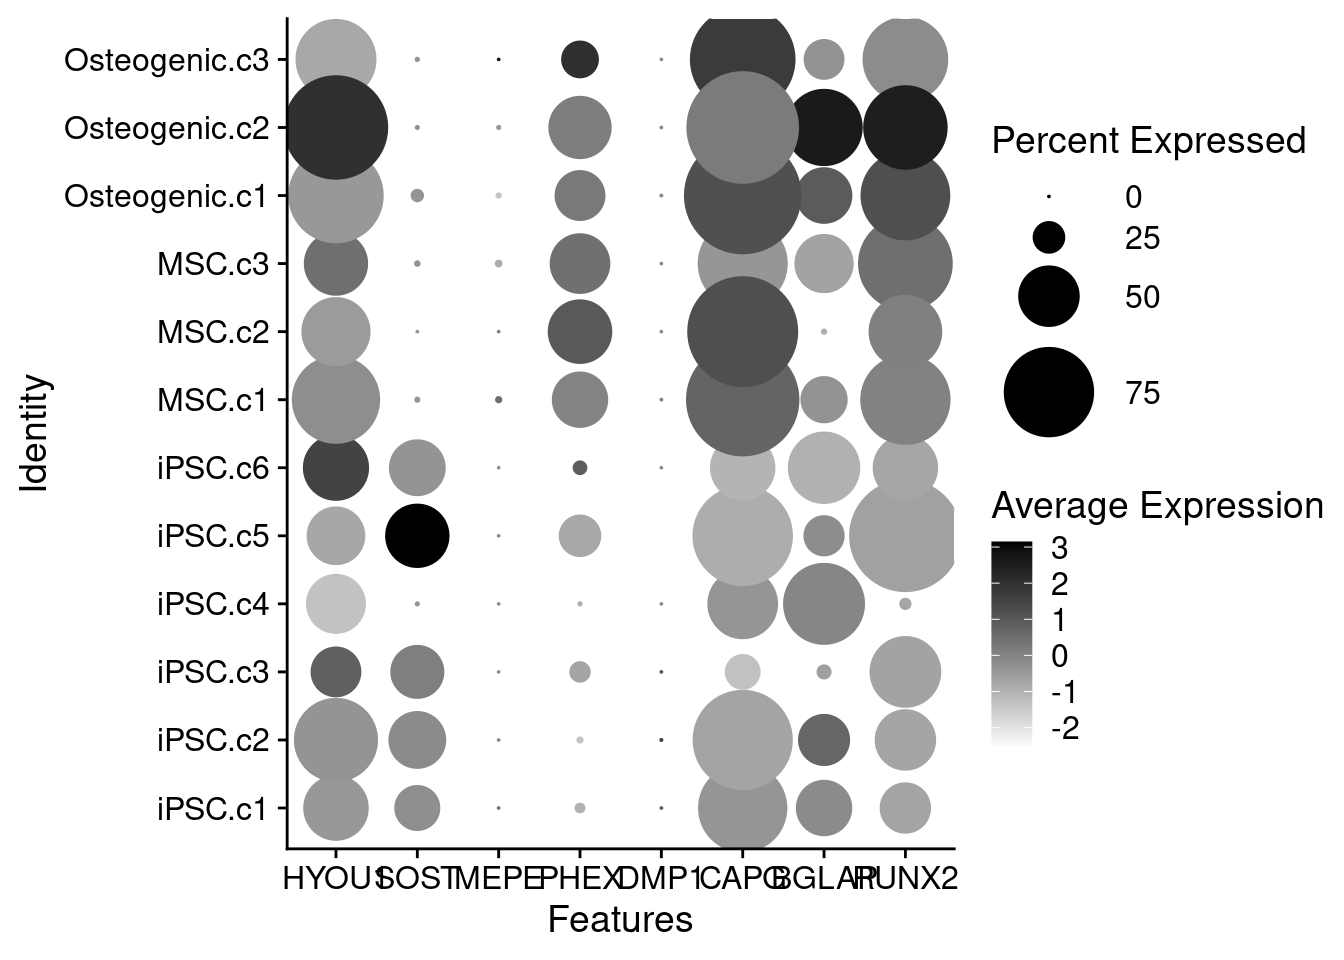 Osteogenic.c3
Osteogenic.c2
Osteogenic.c1
MSC.c3
MSC.c2
MSC.c1
iPSC.c6
iPSC.c5
iPSC.c4
iPSC.c3
iPSC.c2
iPSC.c1
Identity
HYOU1 SOST MEPE PHEX DMP1 CAPG BGLAP RUNX2
Features
Percent Expressed
0
25
50
75
Average Expression
3
2
1
0
-1
-2